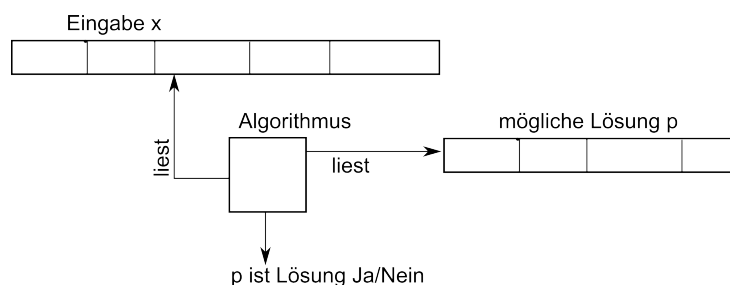 Eingabe x
Algorithmus
mögliche Lösung p
liest
liest
p ist Lösung Ja/Nein